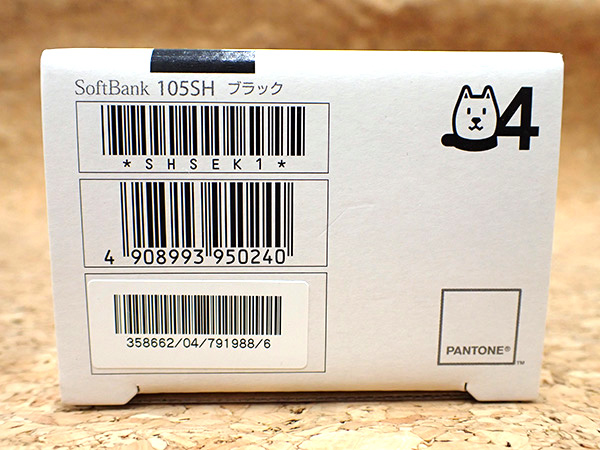 SoftBank 105SH ブラック
4
*SHSEK1*
4 908993 950240
358662/04/791988/6
PANTONE®
™